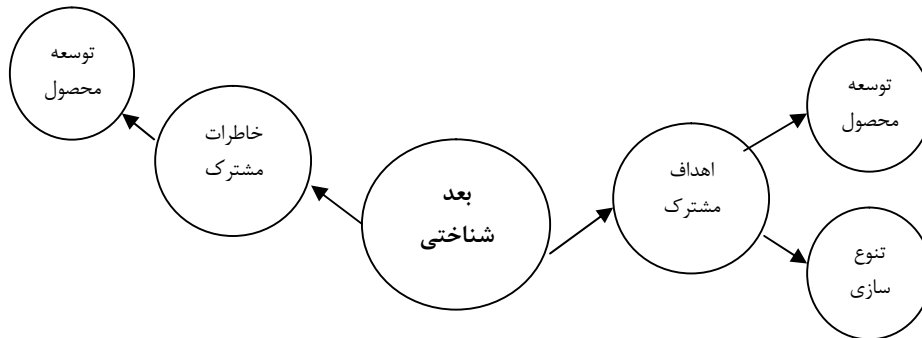 توسعه
محصول
اهداف
مشترک
تنوع
سازی
بعد
شناختی
خاطرات
مشترک
توسعه
محصول